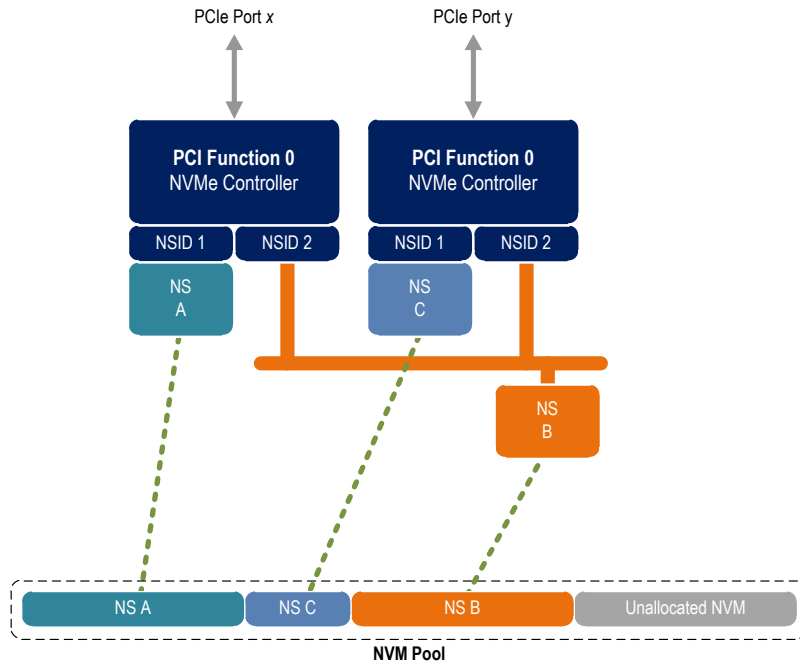 PCIe Port x
PCIe Port y
PCI Function 0
NVMe Controller
PCI Function 0
NVMe Controller
NSID 1
NSID 2
NSID 1
NSID 2
NS
A
NS
C
NS
B
NS A
NS C
NS B
Unallocated NVM
NVM Pool